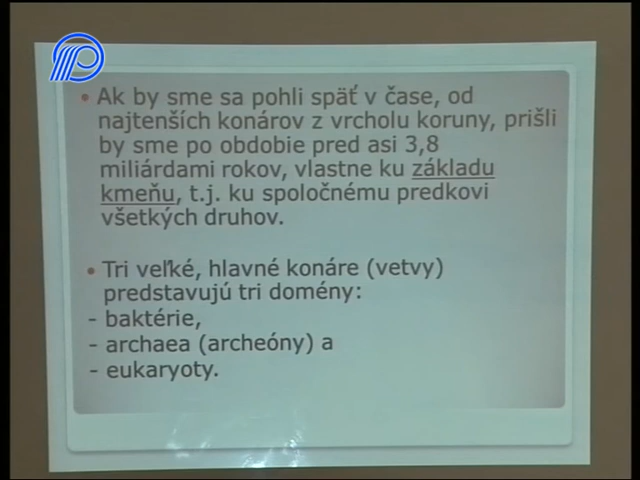 • Ak by sme sa pohli späť v čase, od
najtenších konárov z vrcholu koruny, prišli
by sme po obdobie pred asi 3,8
miliárdami rokov, vlastne ku základu
kmeňu, t.j. ku spoločnému predkovi
všetkých druhov.
• Tri veľké, hlavné konáre (vetvy)
predstavujú tri domény:
- baktérie,
- archaea (archeóny) a
- eukaryoty.